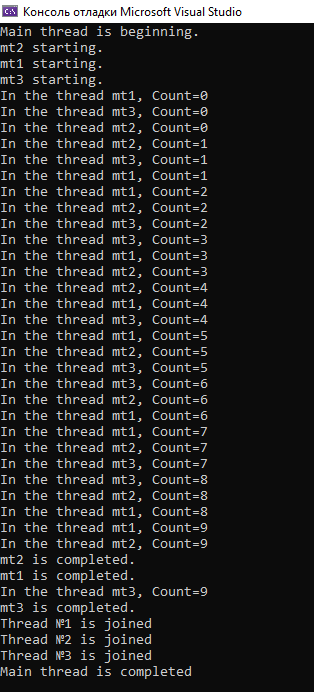 Консоль отладки Microsoft Visual Studio
Main thread is beginning.
mt2 starting.
mt1 starting.
mt3 starting.
In the thread mt1, Count=0
In the thread mt3, Count=0
In the thread mt2, Count=0
In the thread mt2, Count=1
In the thread mt3, Count=1
In the thread mt1, Count=1
In the thread mt1, Count=2
In the thread mt2, Count=2
In the thread mt3, Count=2
In the thread mt3, Count=3
In the thread mt1, Count=3
In the thread mt2, Count=3
In the thread mt2, Count=4
In the thread mt1, Count=4
In the thread mt3, Count=4
In the thread mt1, Count=5
In the thread mt2, Count=5
In the thread mt3, Count=5
In the thread mt3, Count=6
In the thread mt2, Count=6
In the thread mt1, Count=6
In the thread mt1, Count=7
In the thread mt2, Count=7
In the thread mt3, Count=7
In the thread mt3, Count=8
In the thread mt2, Count=8
In the thread mt1, Count=8
In the thread mt1, Count=9
In the thread mt2, Count=9
mt2 is completed.
mt1 is completed.
In the thread mt3, Count=9
mt3 is completed.
Thread №1 is joined
Thread №2 is joined
Thread №3 is joined
Main thread is completed